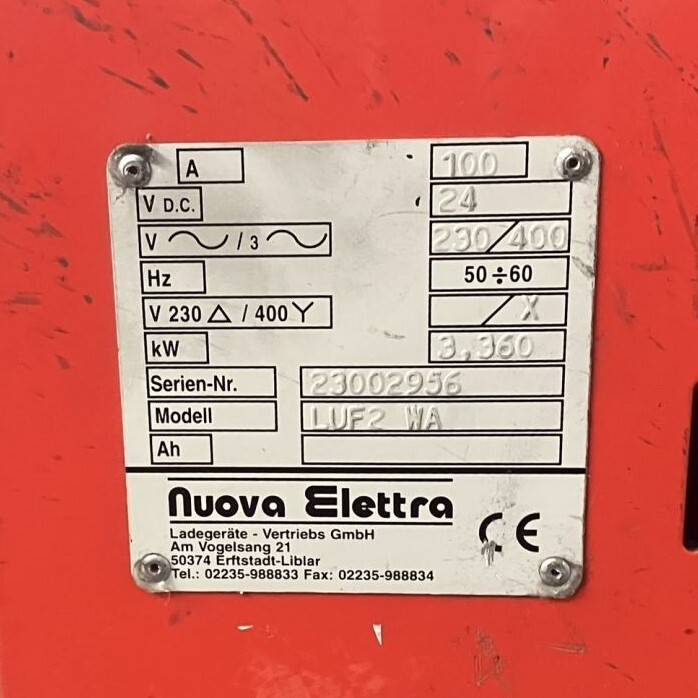 A 100
V D.C. 24
V ~ / 3 ~ 230/400
Hz 50÷60
V 230 △ / 400 Y /X
kW 3,360
Serien-Nr. 23002956
Modell LUF2 WA
Ah
Nuova Elettra
Ladegeräte - Vertriebs GmbH
Am Vogelsang 21
50374 Erftstadt-Liblar
Tel.: 02235-988833 Fax: 02235-988834
CE